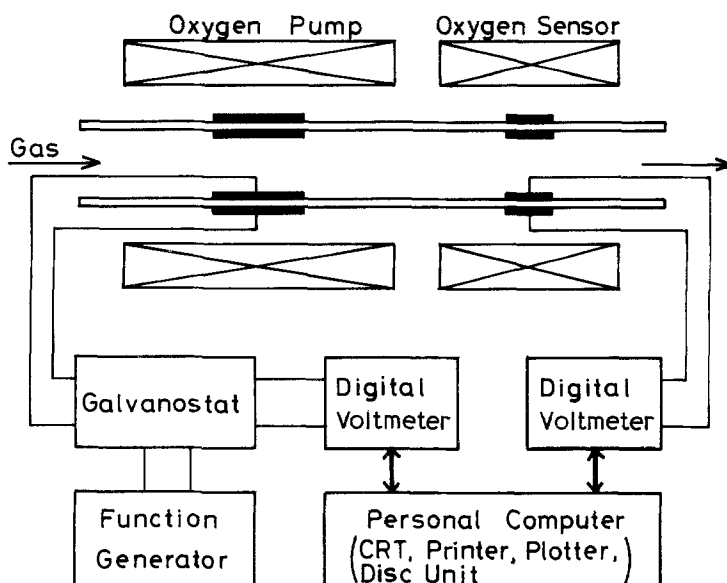 Oxygen Pump
Oxygen Sensor
Gas
Galvanostat
Digital
Voltmeter
Digital
Voltmeter
Function
Generator
Personal Computer
(CRT, Printer, Plotter,)
Disc Unit